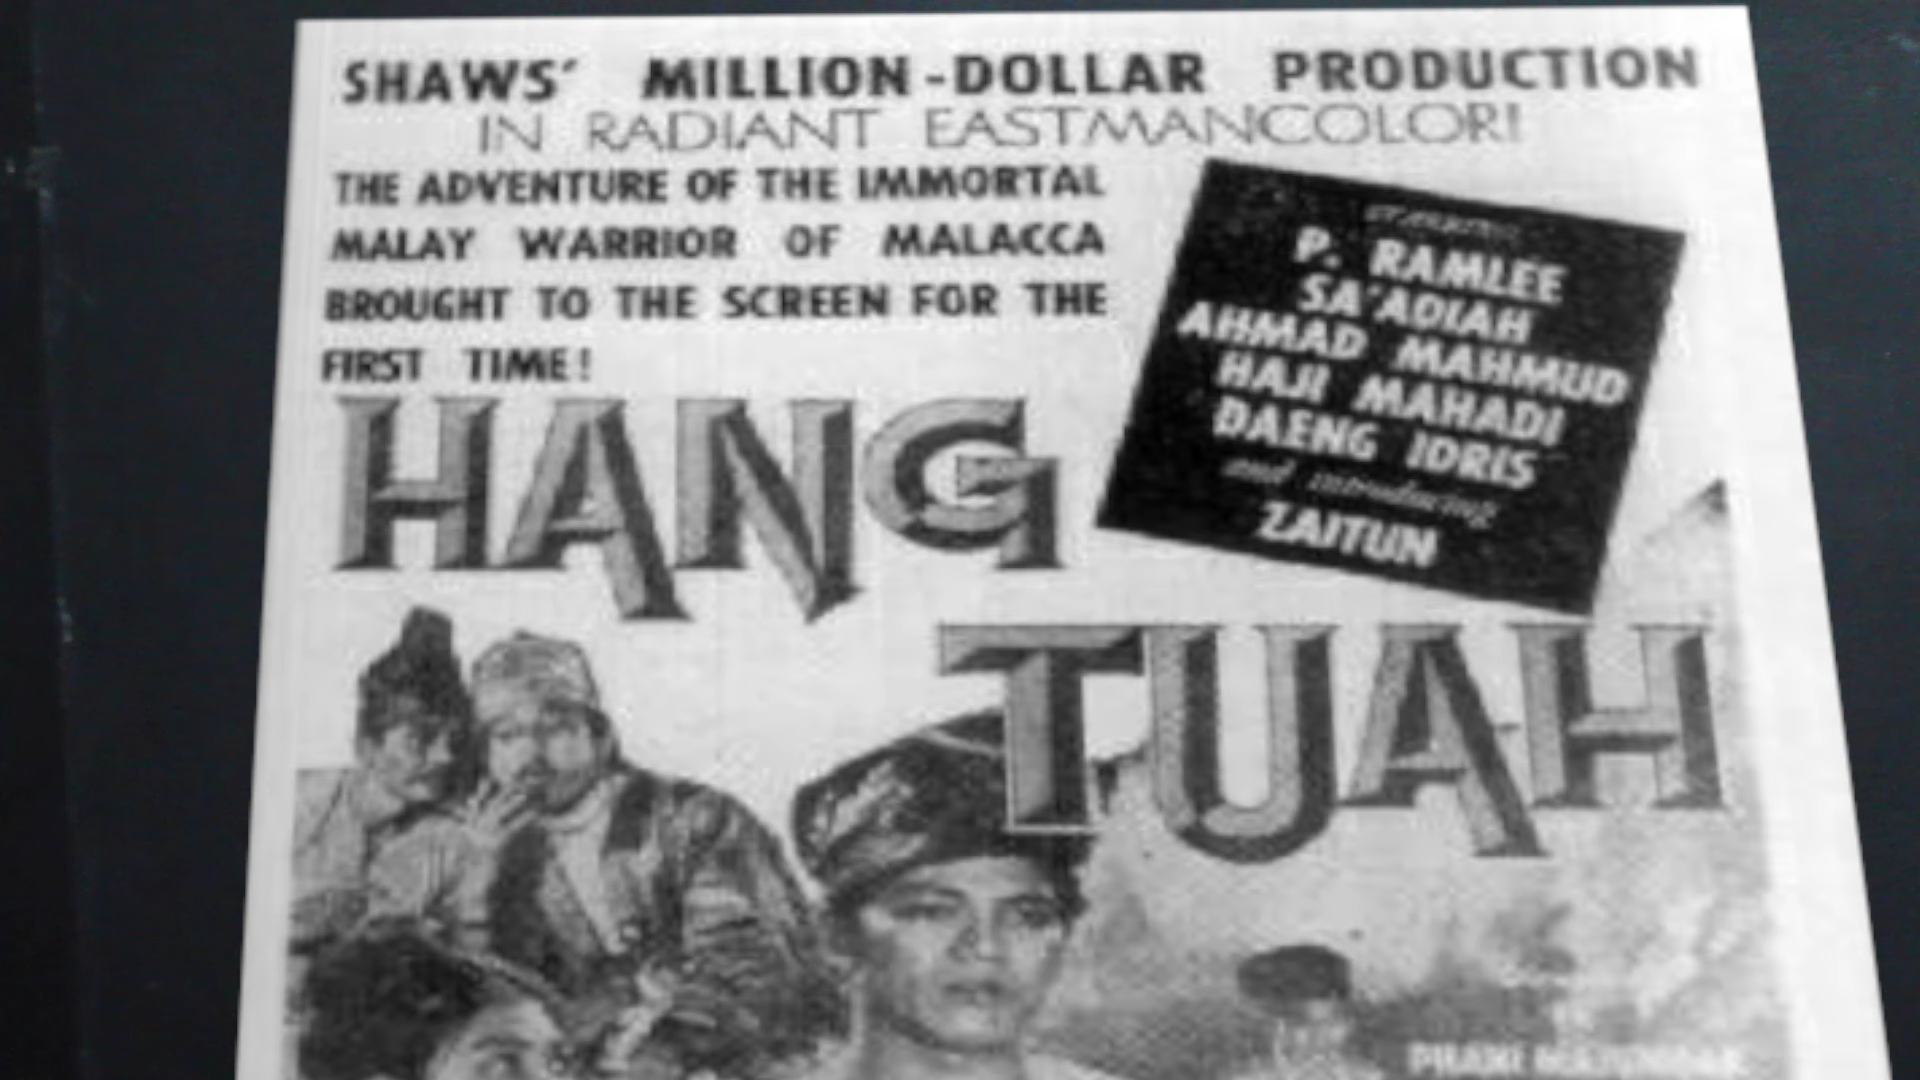 SHAWS' MILLION-DOLLAR PRODUCTION
IN RADIANT EASTMANCOLOR!
THE ADVENTURE OF THE IMMORTAL
MALAY WARRIOR OF MALACCA
BROUGHT TO THE SCREEN FOR THE
FIRST TIME!
P. RAMLEE
SA'ADIAH
AHMAD MAHMUD
HAJI MAHADI
DAENG IDRIS
and introducing
ZAITUN
HANG
TUAH